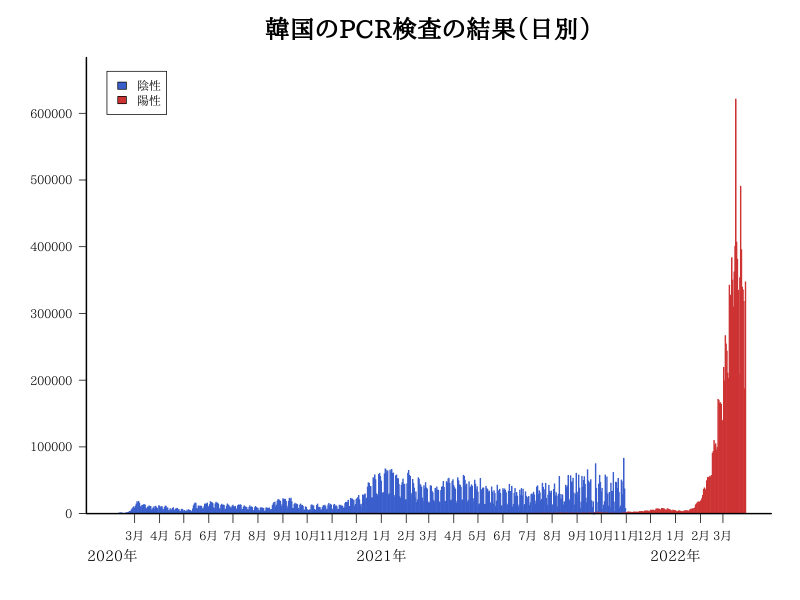 韓国のPCR検査の結果（日別）
陰性
陽性
600000
500000
400000
300000
200000
100000
0
3月 4月 5月 6月 7月 8月 9月 10月 11月 12月 1月 2月 3月 4月 5月 6月 7月 8月 9月 10月 11月 12月 1月 2月 3月
2020年 2021年 2022年